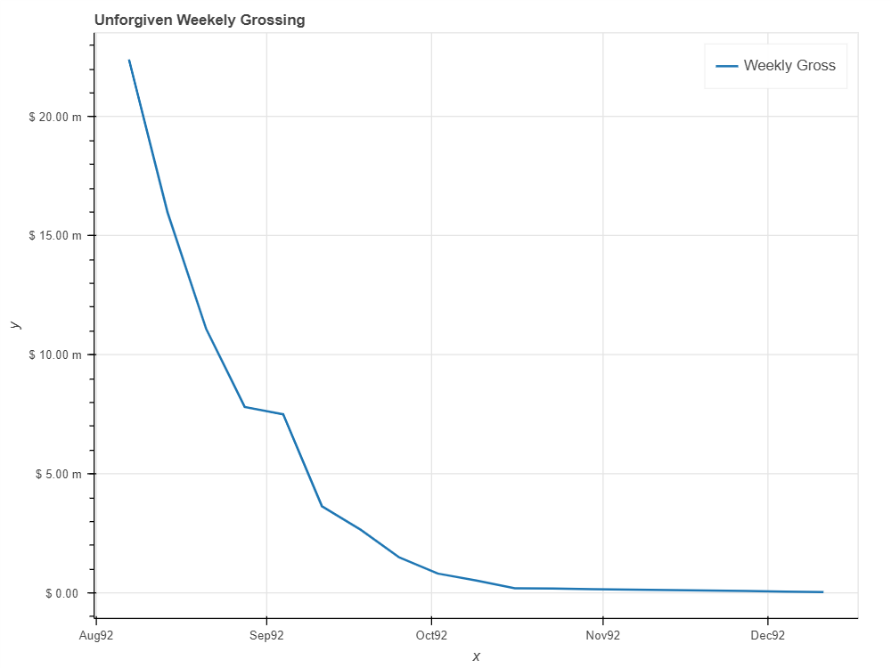 Unforgiven Weekely Grossing
Weekly Gross
$ 20.00 m
$ 15.00 m
$ 10.00 m
$ 5.00 m
$ 0.00
y
Aug92 Sep92 Oct92 Nov92 Dec92
x